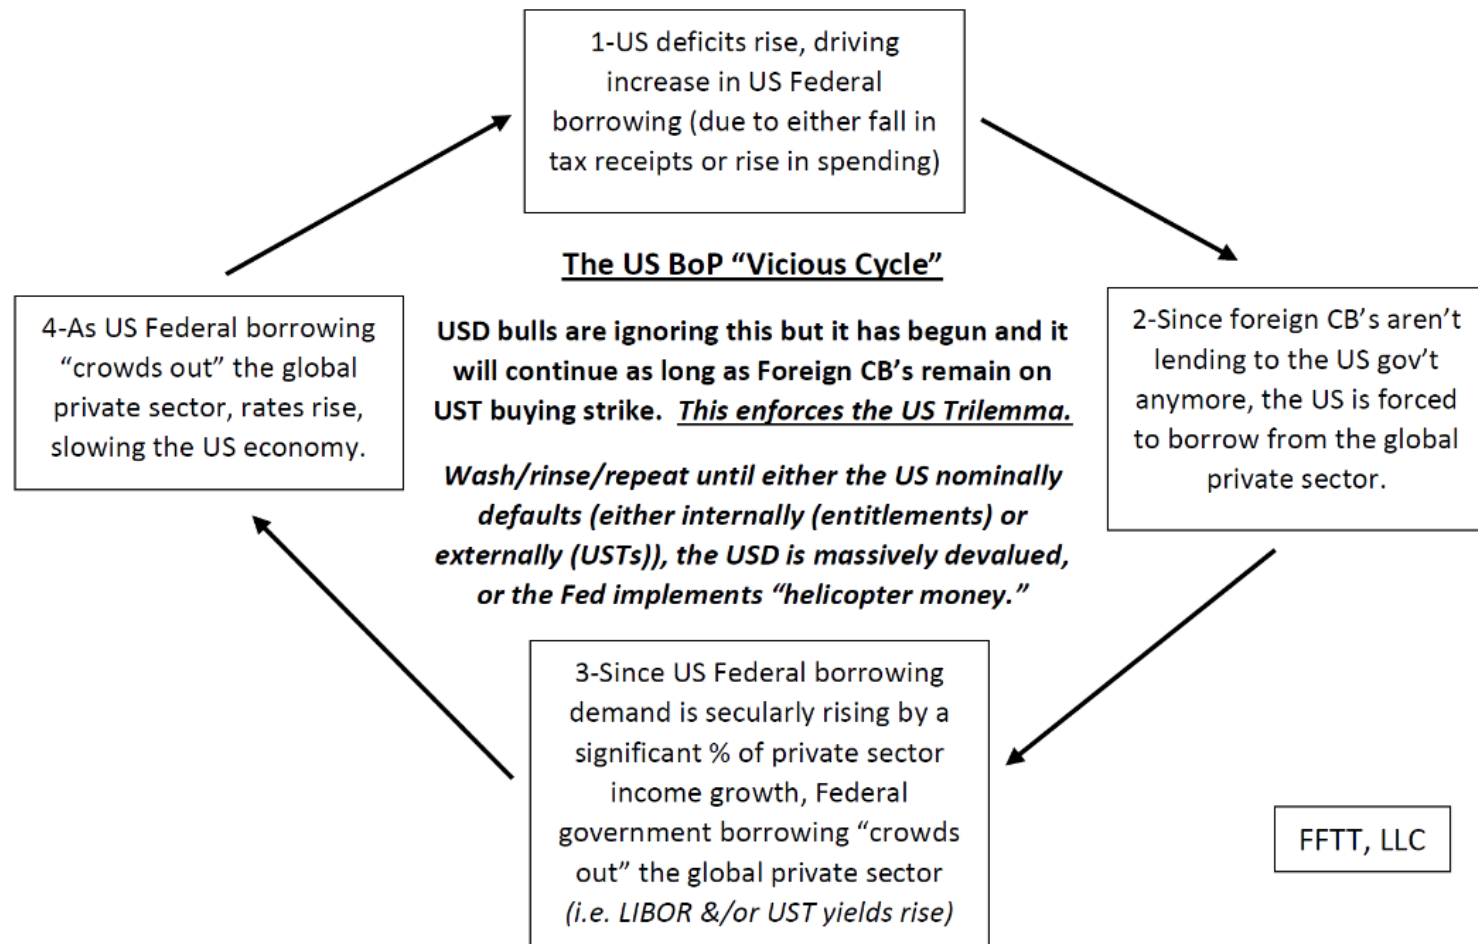 1-US deficits rise, driving
increase in US Federal
borrowing (due to either fall in
tax receipts or rise in spending)
The US BoP “Vicious Cycle”
USD bulls are ignoring this but it has begun and it
will continue as long as Foreign CB’s remain on
UST buying strike. This enforces the US Trilemma.
Wash/rinse/repeat until either the US nominally
defaults (either internally (entitlements) or
externally (USTs)), the USD is massively devalued,
or the Fed implements “helicopter money.”
2-Since foreign CB’s aren’t
lending to the US gov’t
anymore, the US is forced
to borrow from the global
private sector.
3-Since US Federal borrowing
demand is secularly rising by a
significant % of private sector
income growth, Federal
government borrowing “crowds
out” the global private sector
(i.e. LIBOR &/or UST yields rise)
4-As US Federal borrowing
“crowds out” the global
private sector, rates rise,
slowing the US economy.
FFTT, LLC